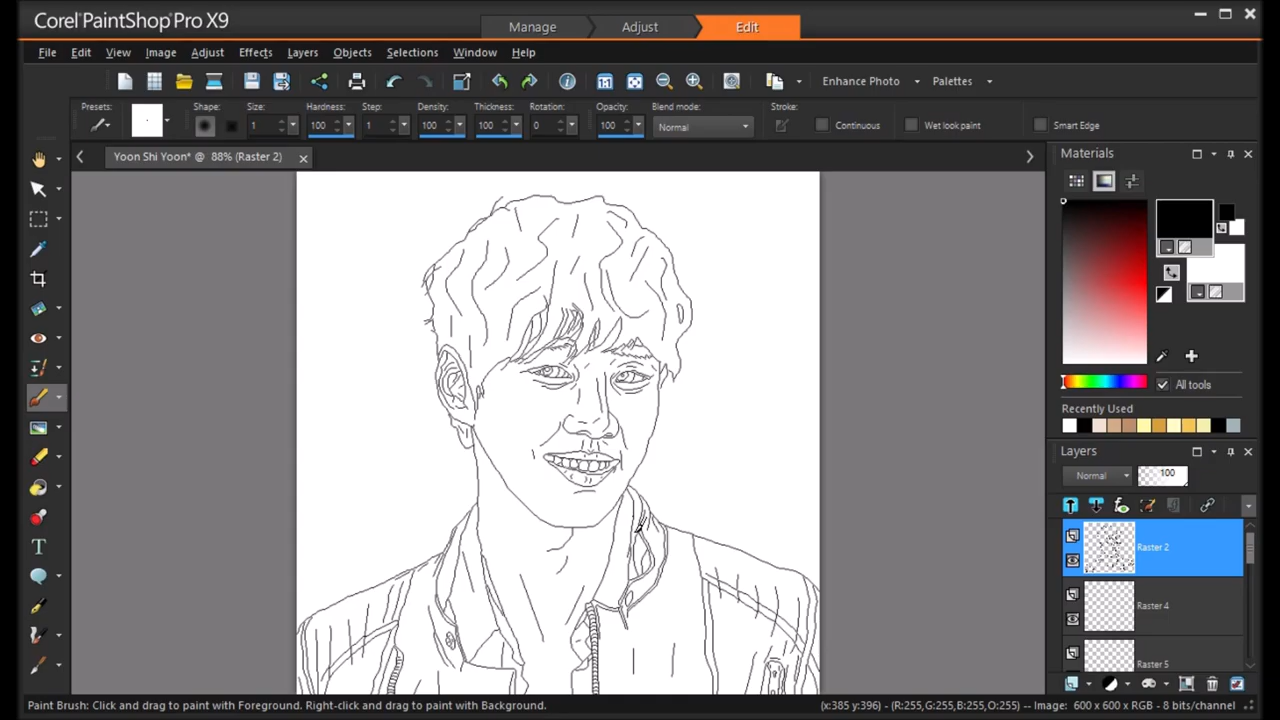 Corel PaintShop Pro X9
Manage Adjust Edit
File Edit View Image Adjust Effects Layers Objects Selections Window Help
Enhance Photo Palettes
Presets: Shape: Size: Hardness: Step: Density: Thickness: Rotation: Opacity: Blend mode: Stroke:
1 100 1 100 100 0 100 Normal Continuous Wet look paint Smart Edge
Yoon Shi Yoon* @ 88% (Raster 2)
Materials
All tools
Recently Used
Layers
Normal 100
Raster 2
Raster 4
Raster 5
Paint Brush: Click and drag to paint with Foreground. Right-click and drag to paint with Background.
(x:385 y:396) - (R:255,G:255,B:255,O:255) -- Image: 600 x 600 x RGB - 8 bits/channel